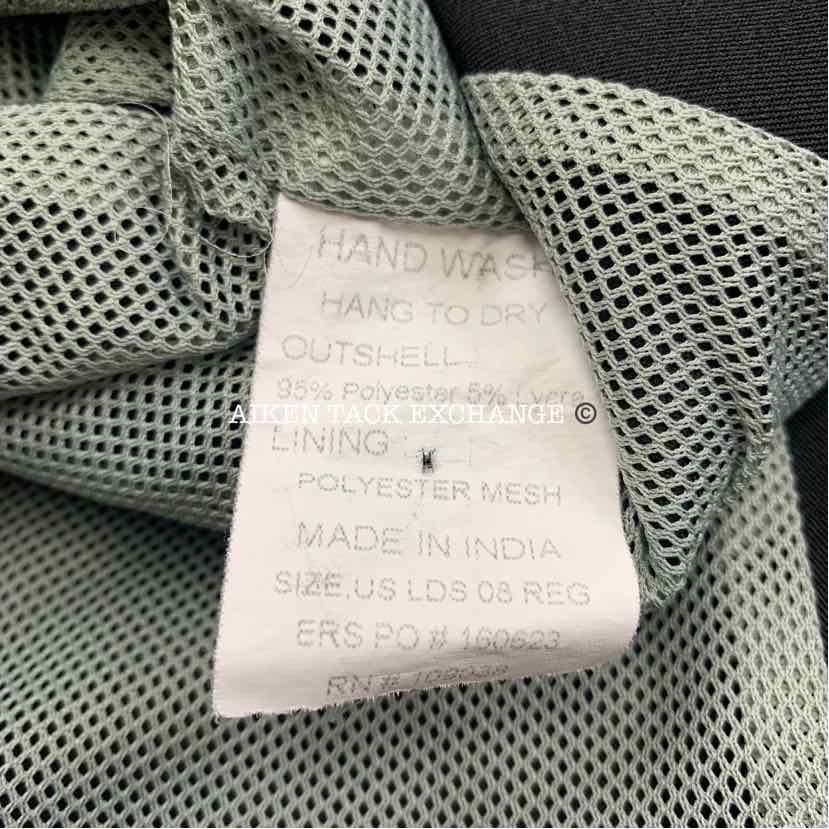 HAND WASH
HANG TO DRY
OUTSHELL
95% Polyester 5% Lycra
AIKEN TACK EXCHANGE ©
LINING
POLYESTER MESH
MADE IN INDIA
SIZE.US LDS 08 REG
ERS PO # 160623
RN #